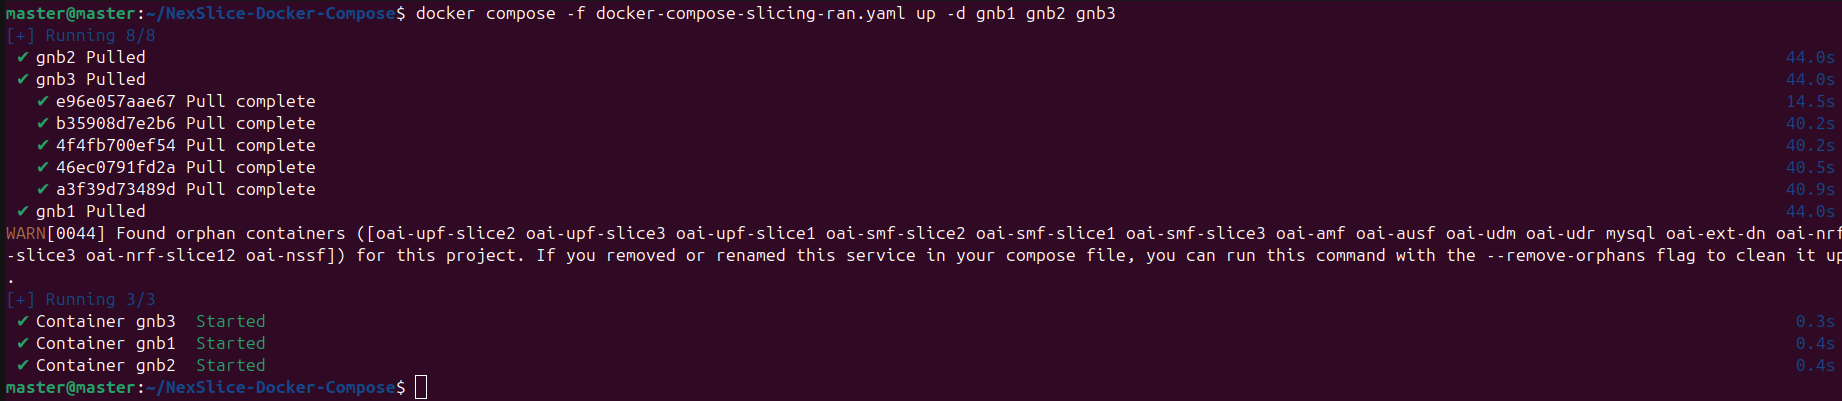 master@master:~/NexSlice-Docker-Compose$ docker compose -f docker-compose-slicing-ran.yaml up -d gnb1 gnb2 gnb3
[+] Running 8/8
✔ gnb2 Pulled 44.0s
✔ gnb3 Pulled 44.0s
✔ e96e057aae67 Pull complete 14.5s
✔ b35908d7e2b6 Pull complete 40.2s
✔ 4f4fb700ef54 Pull complete 40.2s
✔ 46ec0791fd2a Pull complete 40.5s
✔ a3f39d73489d Pull complete 40.9s
✔ gnb1 Pulled 44.0s
WARN[0044] Found orphan containers ([oai-upf-slice2 oai-upf-slice3 oai-upf-slice1 oai-smf-slice2 oai-smf-slice1 oai-smf-slice3 oai-amf oai-ausf oai-udm oai-udr mysql oai-ext-dn oai-nrf
-slice3 oai-nrf-slice12 oai-nssf]) for this project. If you removed or renamed this service in your compose file, you can run this command with the --remove-orphans flag to clean it up
.
[+] Running 3/3
✔ Container gnb3 Started 0.3s
✔ Container gnb1 Started 0.4s
✔ Container gnb2 Started 0.4s
master@master:~/NexSlice-Docker-Compose$